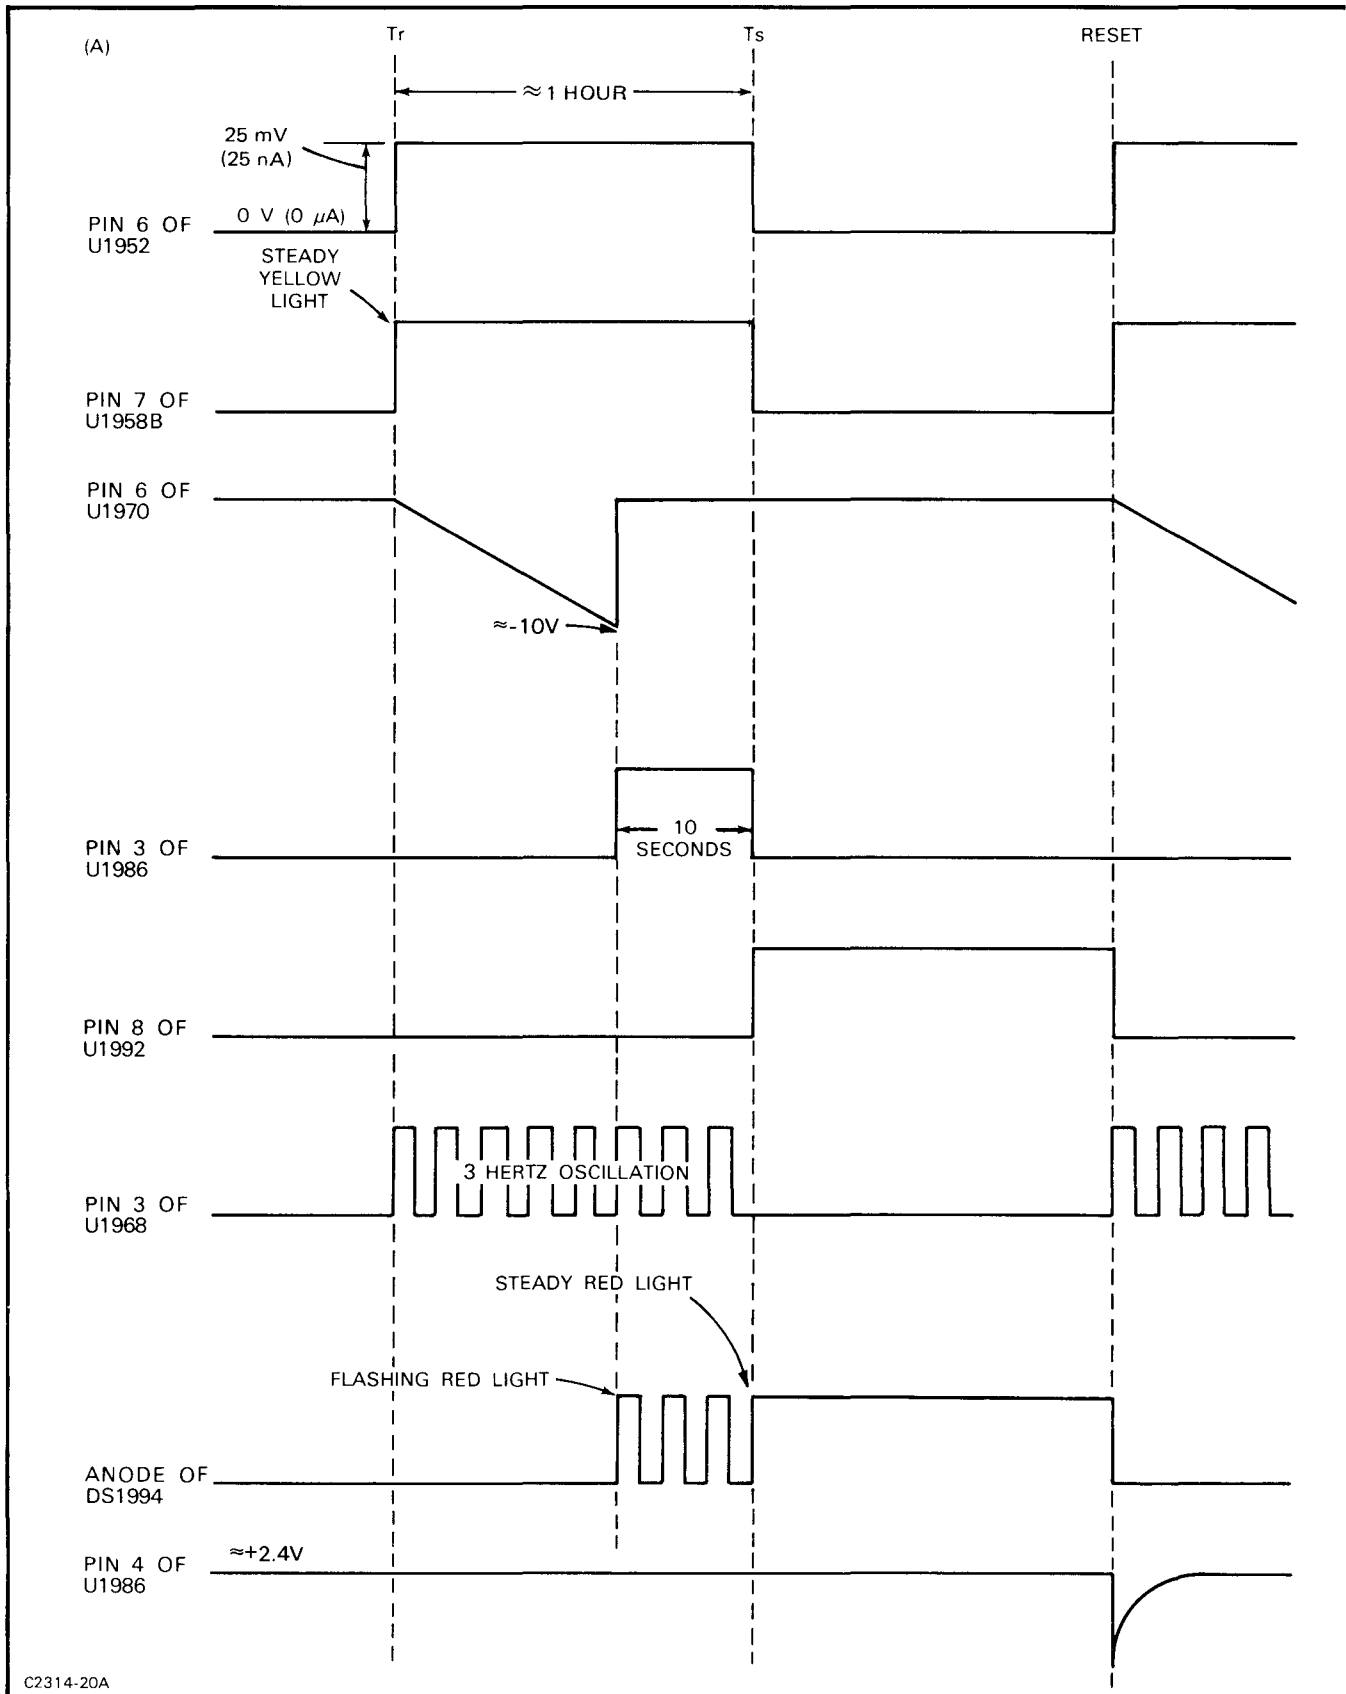 (A)
Tr
Ts
RESET
≈ 1 HOUR
25 mV
(25 nA)
0 V (0 μA)
PIN 6 OF
U1952
STEADY
YELLOW
LIGHT
PIN 7 OF
U1958B
PIN 6 OF
U1970
≈-10V
10
SECONDS
PIN 3 OF
U1986
PIN 8 OF
U1992
3 HERTZ OSCILLATION
PIN 3 OF
U1968
STEADY RED LIGHT
FLASHING RED LIGHT
ANODE OF
DS1994
≈+2.4V
PIN 4 OF
U1986
C2314-20A